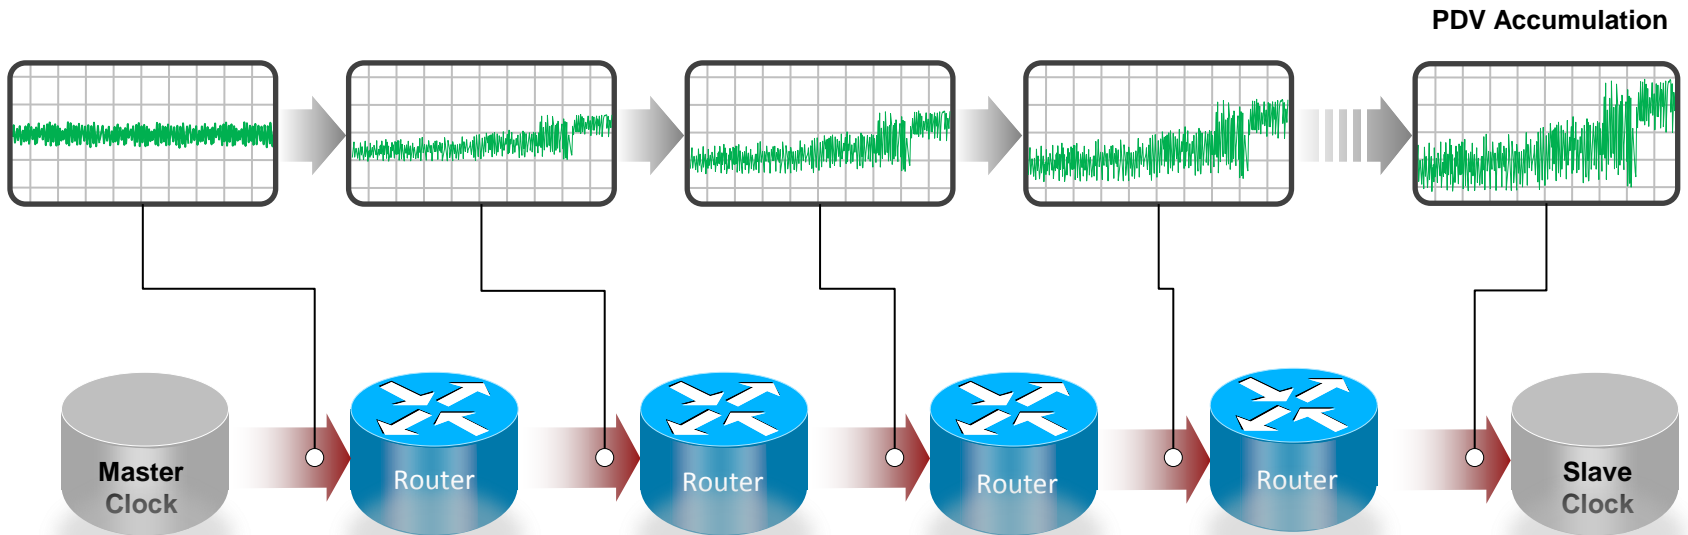 PDV Accumulation
Master
Clock
Router
Router
Router
Router
Slave
Clock